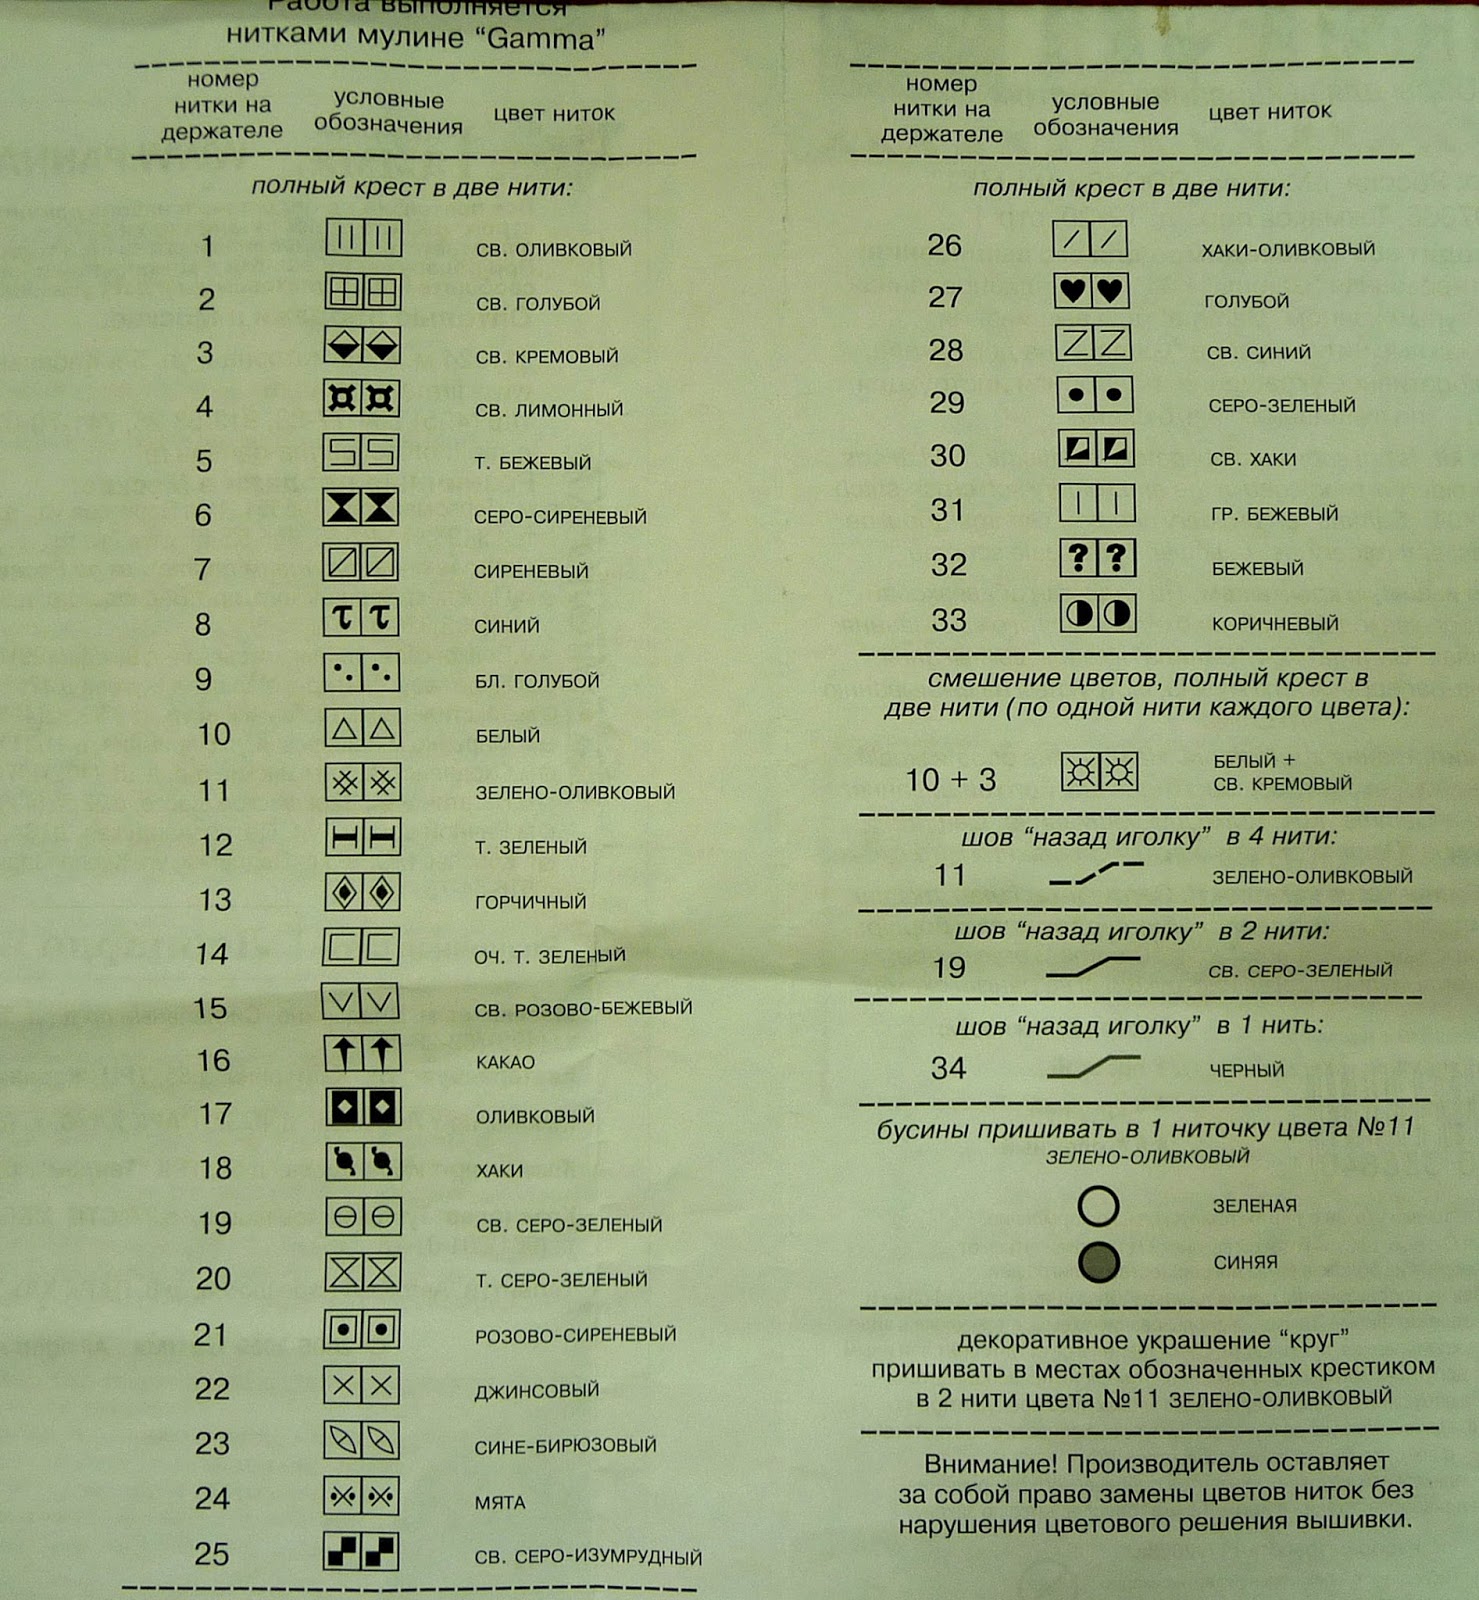 Работа выполняется
нитками мулине “Gamma”
номер
нитки на
держателе
условные
обозначения
цвет ниток
полный крест в две нити:
1 СВ. ОЛИВКОВЫЙ
2 СВ. ГОЛУБОЙ
3 СВ. КРЕМОВЫЙ
4 СВ. ЛИМОННЫЙ
5 Т. БЕЖЕВЫЙ
6 СЕРО-СИРЕНЕВЫЙ
7 СИРЕНЕВЫЙ
8 τ τ СИНИЙ
9 БЛ. ГОЛУБОЙ
10 БЕЛЫЙ
11 ЗЕЛЕНО-ОЛИВКОВЫЙ
12 Т. ЗЕЛЕНЫЙ
13 ГОРЧИЧНЫЙ
14 ОЧ. Т. ЗЕЛЕНЫЙ
15 СВ. РОЗОВО-БЕЖЕВЫЙ
16 КАКАО
17 ОЛИВКОВЫЙ
18 ХАКИ
19 СВ. СЕРО-ЗЕЛЕНЫЙ
20 Т. СЕРО-ЗЕЛЕНЫЙ
21 РОЗОВО-СИРЕНЕВЫЙ
22 ДЖИНСОВЫЙ
23 СИНЕ-БИРЮЗОВЫЙ
24 МЯТА
25 СВ. СЕРО-ИЗУМРУДНЫЙ
номер
нитки на
держателе
условные
обозначения
цвет ниток
полный крест в две нити:
26 ХАКИ-ОЛИВКОВЫЙ
27 ГОЛУБОЙ
28 Z Z СВ. СИНИЙ
29 СЕРО-ЗЕЛЕНЫЙ
30 СВ. ХАКИ
31 ГР. БЕЖЕВЫЙ
32 ? ? БЕЖЕВЫЙ
33 КОРИЧНЕВЫЙ
смешение цветов, полный крест в
две нити (по одной нити каждого цвета):
10 + 3 БЕЛЫЙ +
СВ. КРЕМОВЫЙ
шов “назад иголку” в 4 нити:
11 ЗЕЛЕНО-ОЛИВКОВЫЙ
шов “назад иголку” в 2 нити:
19 СВ. СЕРО-ЗЕЛЕНЫЙ
шов “назад иголку” в 1 нить:
34 ЧЕРНЫЙ
бусины пришивать в 1 ниточку цвета №11
ЗЕЛЕНО-ОЛИВКОВЫЙ
ЗЕЛЕНАЯ
СИНЯЯ
декоративное украшение “круг”
пришивать в местах обозначенных крестиком
в 2 нити цвета №11 ЗЕЛЕНО-ОЛИВКОВЫЙ
Внимание! Производитель оставляет
за собой право замены цветов ниток без
нарушения цветового решения вышивки.